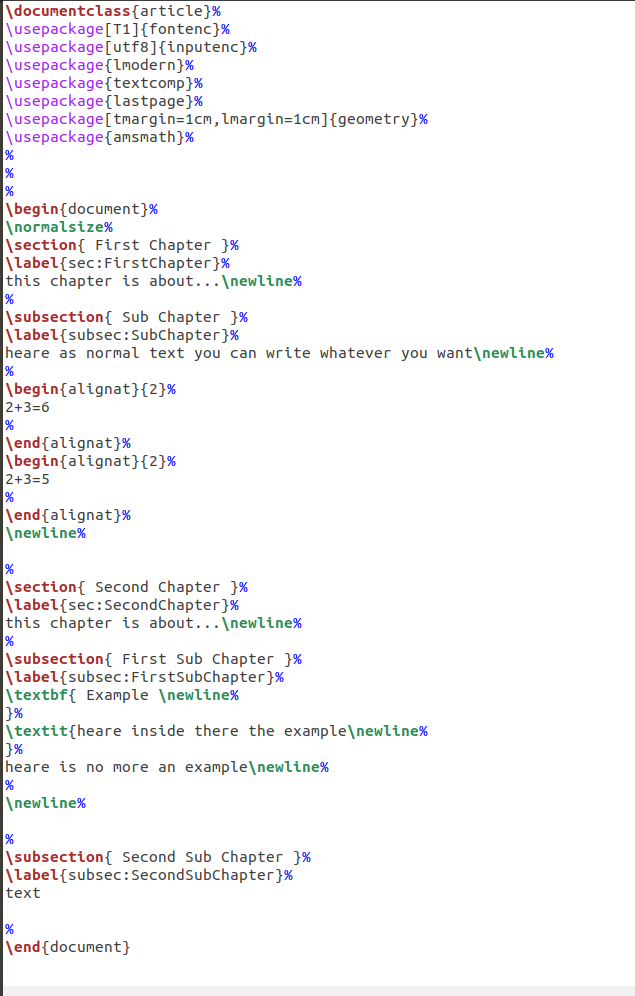 \documentclass{article}%
\usepackage[T1]{fontenc}%
\usepackage[utf8]{inputenc}%
\usepackage{lmodern}%
\usepackage{textcomp}%
\usepackage{lastpage}%
\usepackage[tmargin=1cm,lmargin=1cm]{geometry}%
\usepackage{amsmath}%
%
%
%
\begin{document}%
\normalsize%
\section{ First Chapter }%
\label{sec:FirstChapter}%
this chapter is about...\newline%
%
\subsection{ Sub Chapter }%
\label{subsec:SubChapter}%
heare as normal text you can write whatever you want\newline%
%
\begin{alignat}{2}%
2+3=6
%
\end{alignat}%
\begin{alignat}{2}%
2+3=5
%
\end{alignat}%
\newline%

%
\section{ Second Chapter }%
\label{sec:SecondChapter}%
this chapter is about...\newline%
%
\subsection{ First Sub Chapter }%
\label{subsec:FirstSubChapter}%
\textbf{ Example \newline%
}%
\textit{heare inside there the example\newline%
}%
heare is no more an example\newline%
%
\newline%

%
\subsection{ Second Sub Chapter }%
\label{subsec:SecondSubChapter}%
text

%
\end{document}